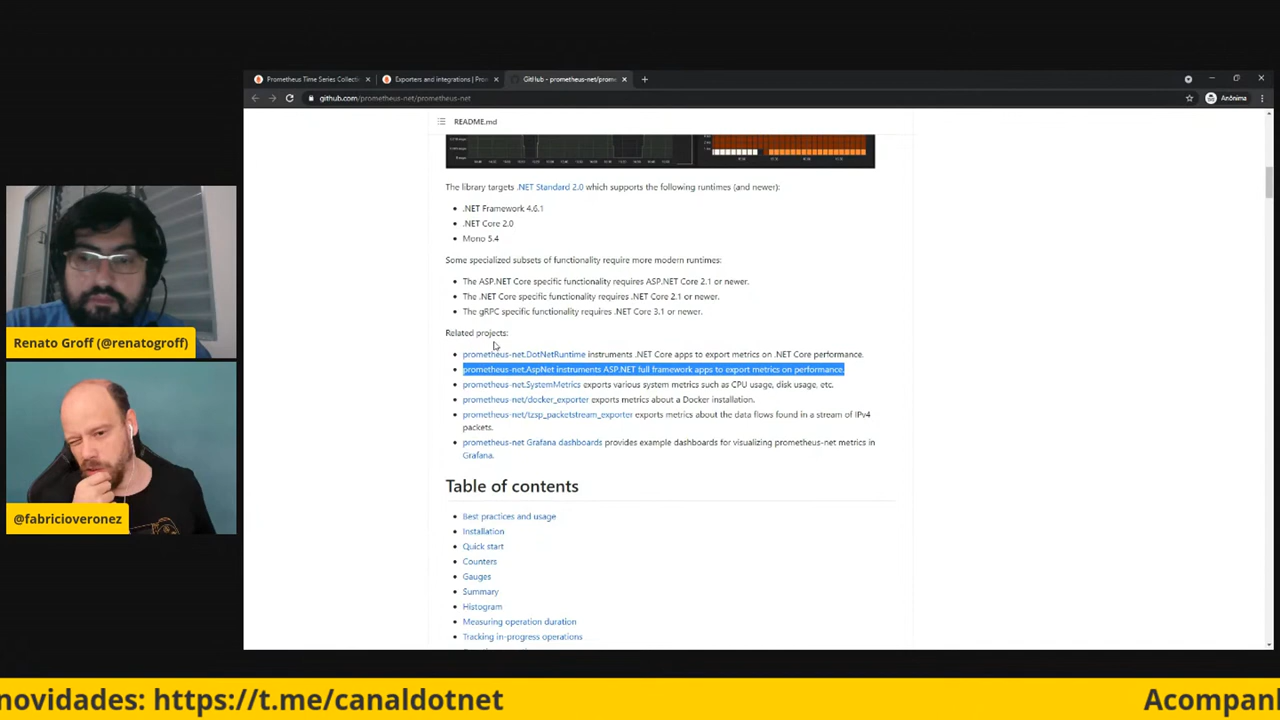 Prometheus Time Series Collecti
Exporters and integrations | Pro
GitHub - prometheus-net/prome
github.com/prometheus-net/prometheus-net
Anônima
README.md
The library targets .NET Standard 2.0 which supports the following runtimes (and newer):
.NET Framework 4.6.1
.NET Core 2.0
Mono 5.4
Some specialized subsets of functionality require more modern runtimes:
The ASP.NET Core specific functionality requires ASP.NET Core 2.1 or newer.
The .NET Core specific functionality requires .NET Core 2.1 or newer.
The gRPC specific functionality requires .NET Core 3.1 or newer.
Related projects:
prometheus-net.DotNetRuntime instruments .NET Core apps to export metrics on .NET Core performance.
prometheus-net.AspNet instruments ASP.NET full framework apps to export metrics on performance.
prometheus-net.SystemMetrics exports various system metrics such as CPU usage, disk usage, etc.
prometheus-net/docker_exporter exports metrics about a Docker installation.
prometheus-net/tzsp_packetstream_exporter exports metrics about the data flows found in a stream of IPv4
packets.
prometheus-net Grafana dashboards provides example dashboards for visualizing prometheus-net metrics in
Grafana.
Table of contents
Best practices and usage
Installation
Quick start
Counters
Gauges
Summary
Histogram
Measuring operation duration
Tracking in-progress operations
Renato Groff (@renatogroff)
@fabricioveronez
novidades: https://t.me/canaldotnet
Acompanl